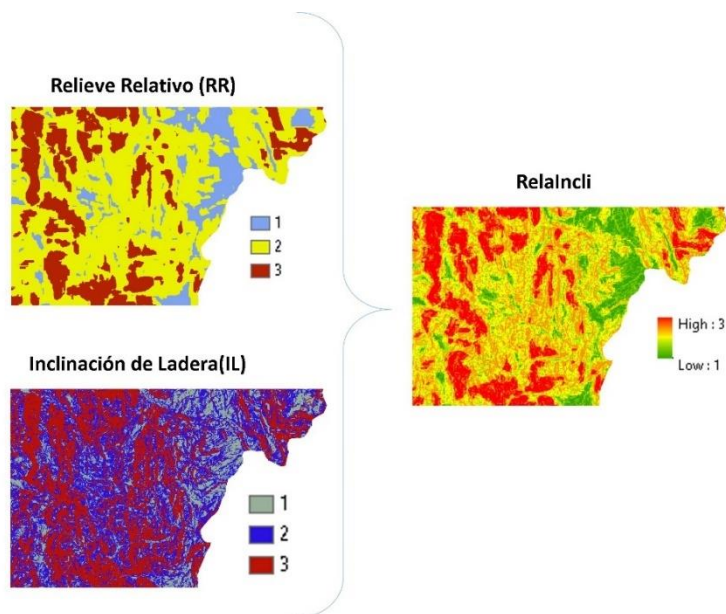 Relieve Relativo (RR)
1
2
3
Inclinación de Ladera(IL)
1
2
3
RelaIncli
High : 3
Low : 1